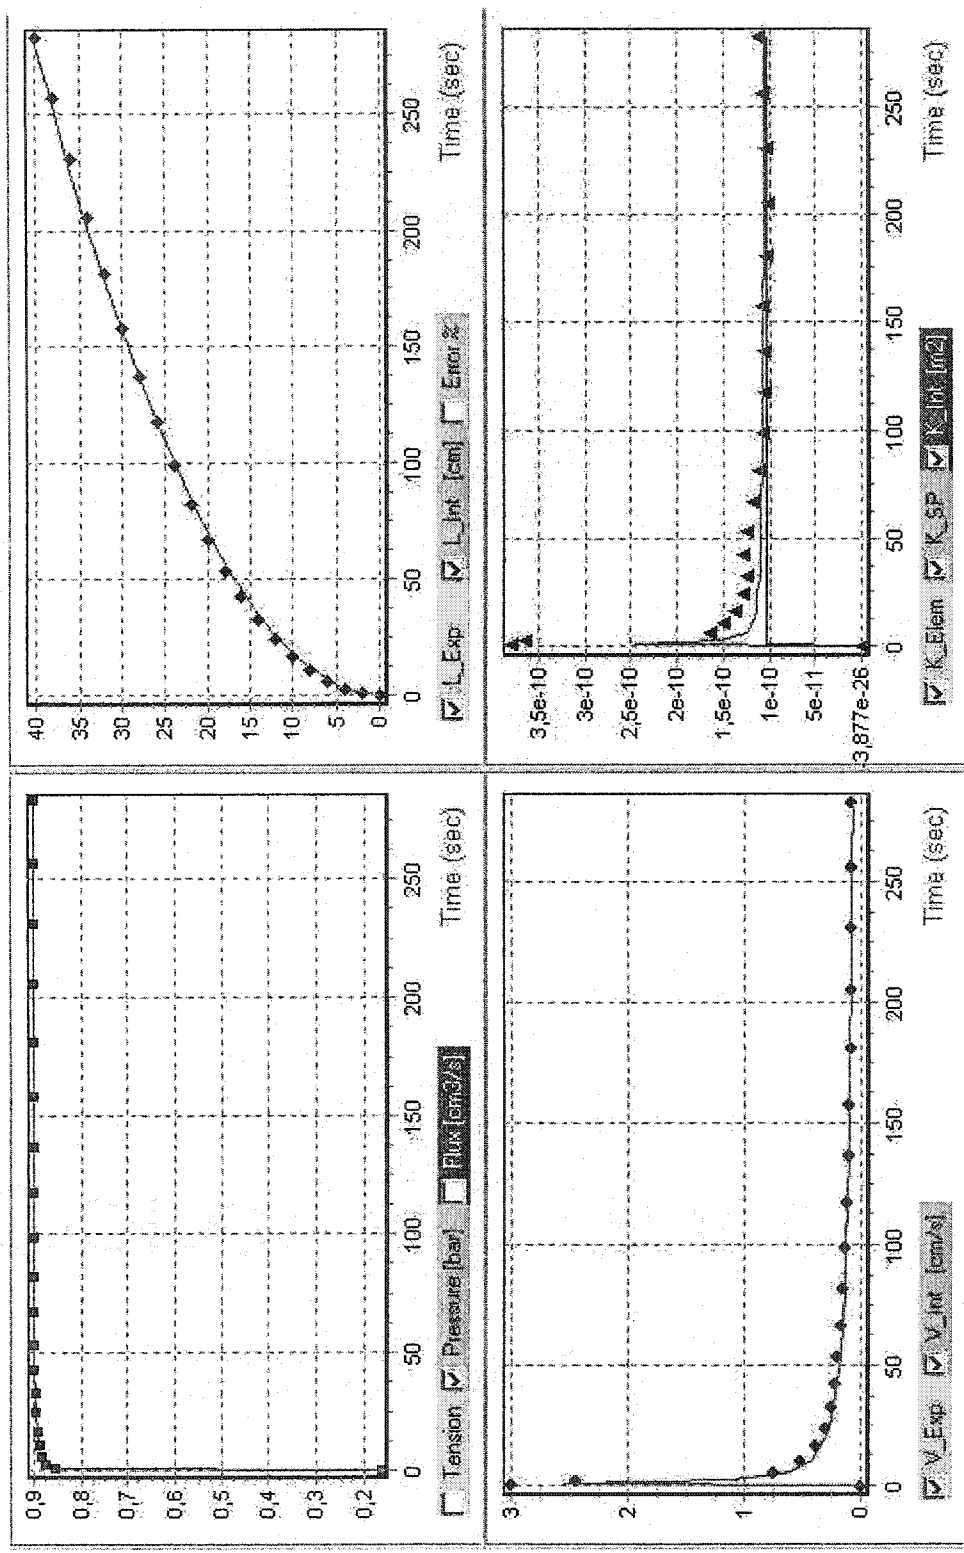 0,9
0,8
0,7
0,6
0,5
0,4
0,3
0,2
0 50 100 150 200 250
Time (sec)
Tension Pressure [bar] Flux [cm3/s]
40
35
30
25
20
15
10
5
0
0 50 100 150 200 250
Time (sec)
L_Exp L_Int [cm] Error %
3
2
1
0
0 50 100 150 200 250
Time (sec)
V_Exp V_Int [cm/s]
3,5e-10
3e-10
2,5e-10
2e-10
1,5e-10
1e-10
5e-11
-3,877e-26
0 50 100 150 200 250
Time (sec)
K_Elem K_SP K_Int [m2]